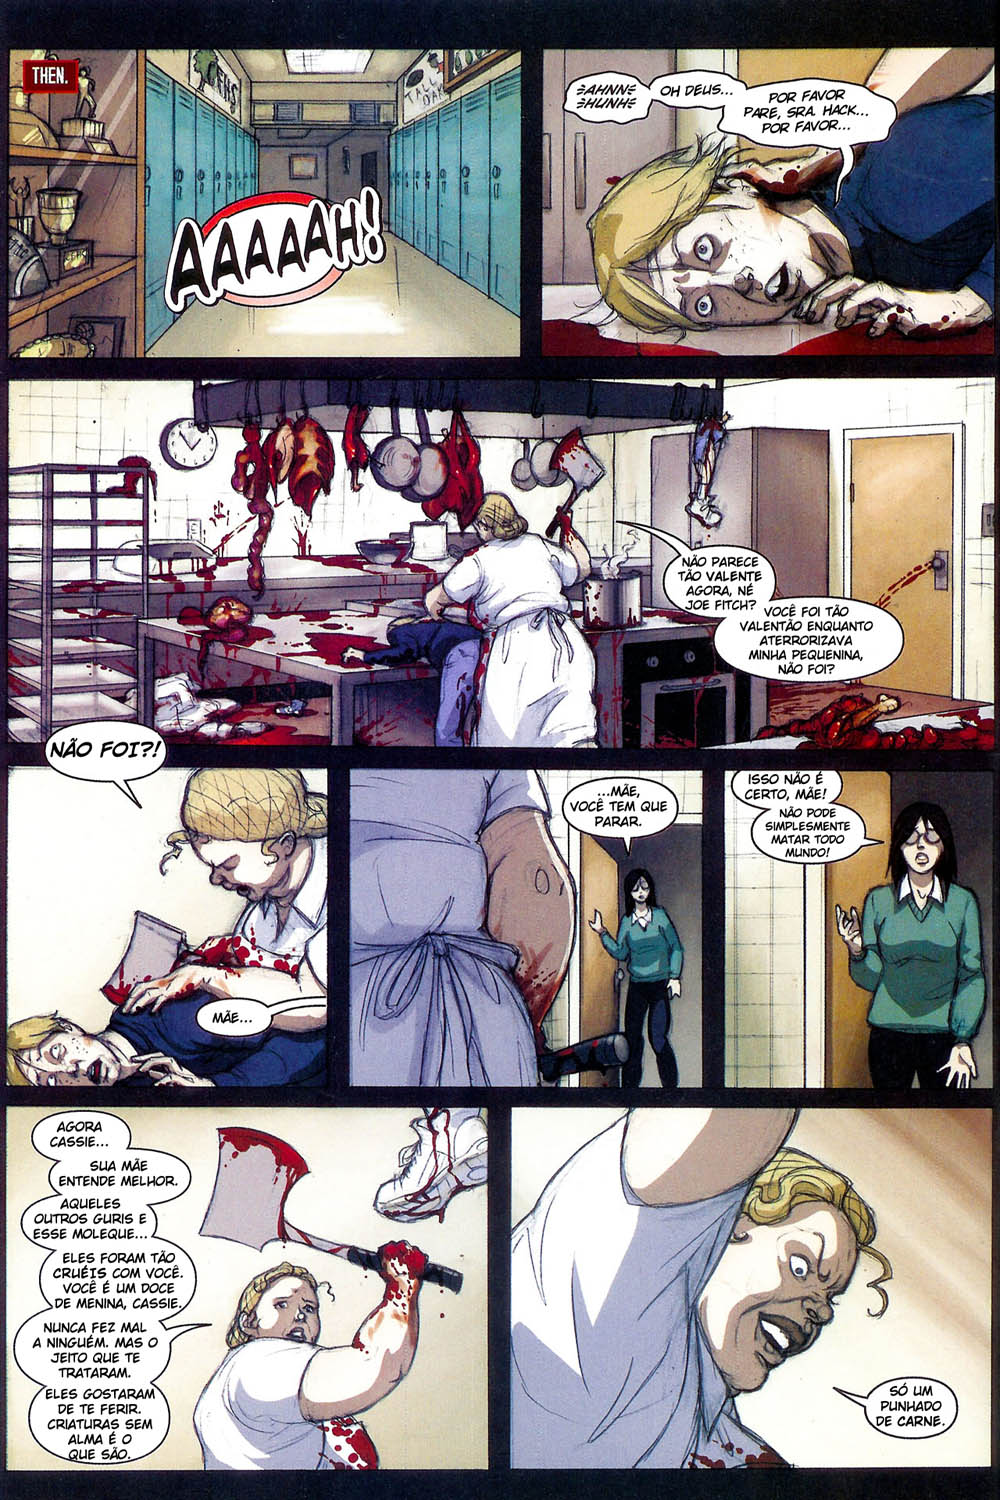 THEN.
EKS
TALL
OAK
AAAAAH!
AHNN
HUNH
OH DEUS...
POR FAVOR
PARE, SRA. HACK...
POR FAVOR...
NÃO PARECE
TÃO VALENTE
AGORA, NÉ
JOE FITCH?
VOCÊ FOI TÃO
VALENTÃO ENQUANTO
ATERRORIZAVA
MINHA PEQUENINA,
NÃO FOI?
NÃO FOI?!
MÃE...
...MÃE,
VOCÊ TEM QUE
PARAR.
ISSO NÃO É
CERTO, MÃE!
NÃO PODE
SIMPLESMENTE
MATAR TODO
MUNDO!
AGORA
CASSIE...
SUA MÃE
ENTENDE MELHOR.
AQUELES
OUTROS GURIS E
ESSE MOLEQUE...
ELES FORAM TÃO
CRUÉIS COM VOCÊ.
VOCÊ É UM DOCE
DE MENINA, CASSIE.
NUNCA FEZ MAL
A NINGUÉM. MAS O
JEITO QUE TE
TRATARAM.
ELES GOSTARAM
DE TE FERIR.
CRIATURAS SEM
ALMA É O
QUE SÃO.
SÓ UM
PUNHADO
DE CARNE.